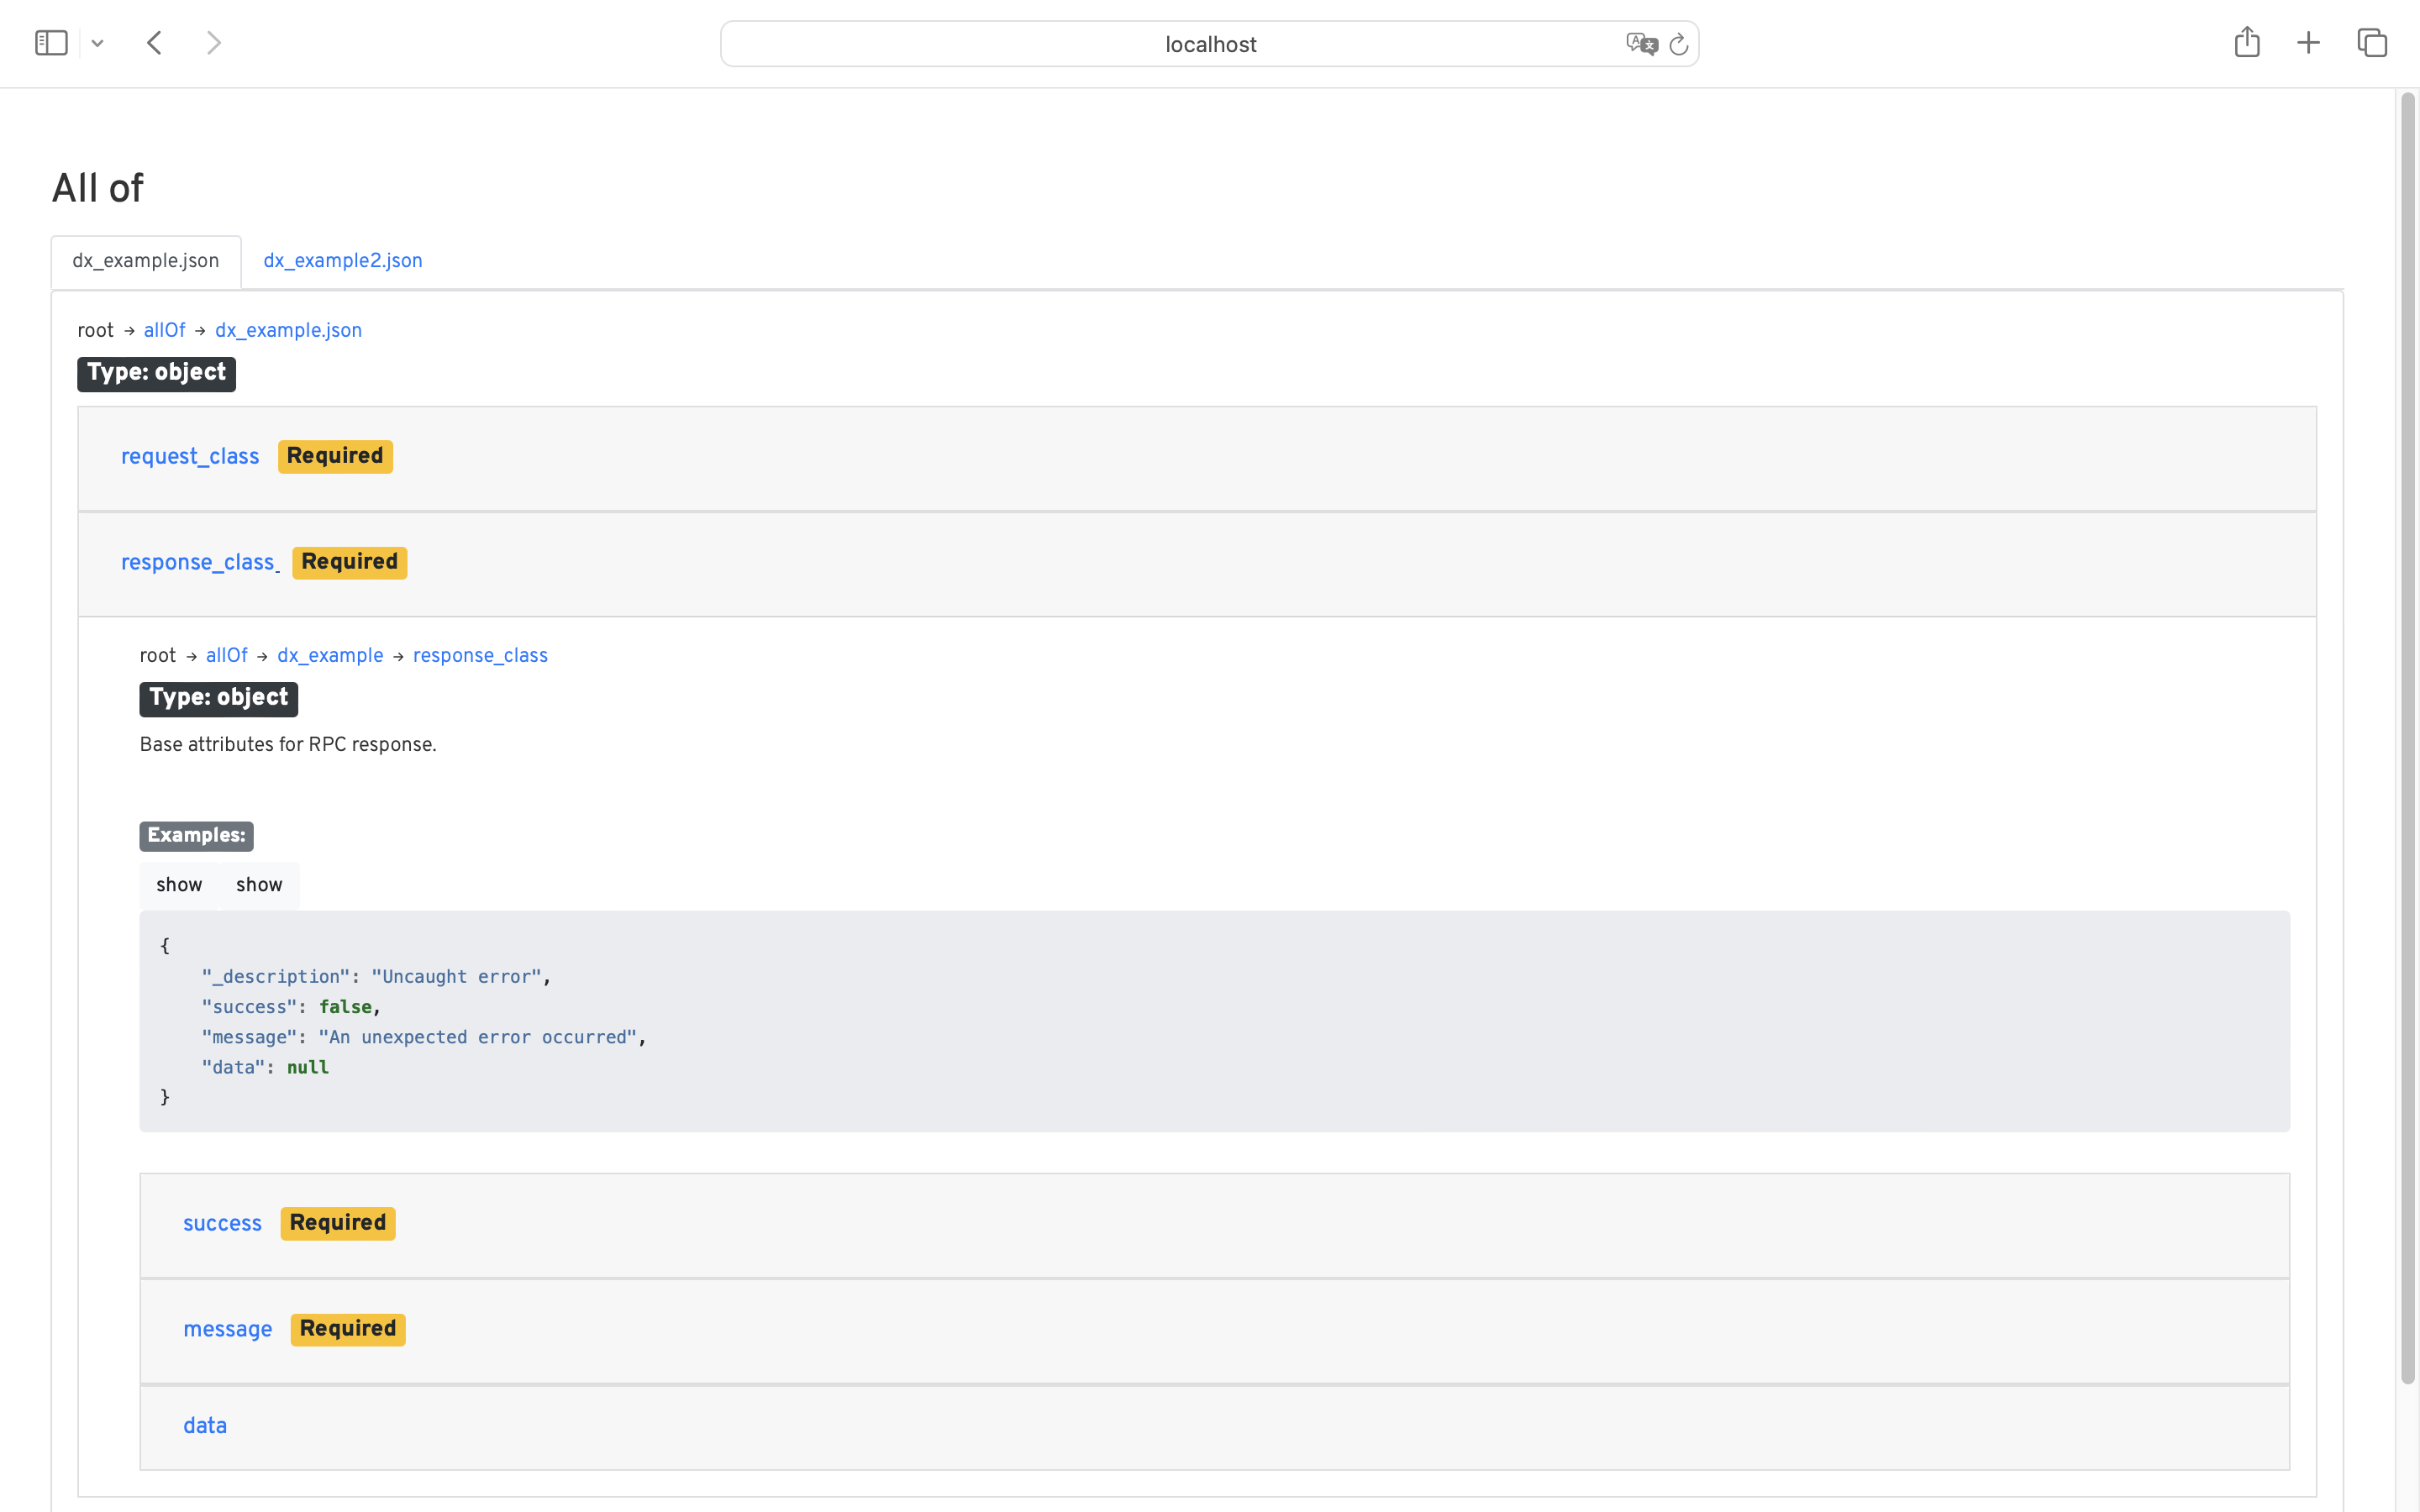 localhost
All of
dx_example.json dx_example2.json
root → allOf → dx_example.json
Type: object
request_class Required
response_class Required
root → allOf → dx_example → response_class
Type: object
Base attributes for RPC response.
Examples:
show show
{
"_description": "Uncaught error",
"success": false,
"message": "An unexpected error occurred",
"data": null
}
success Required
message Required
data